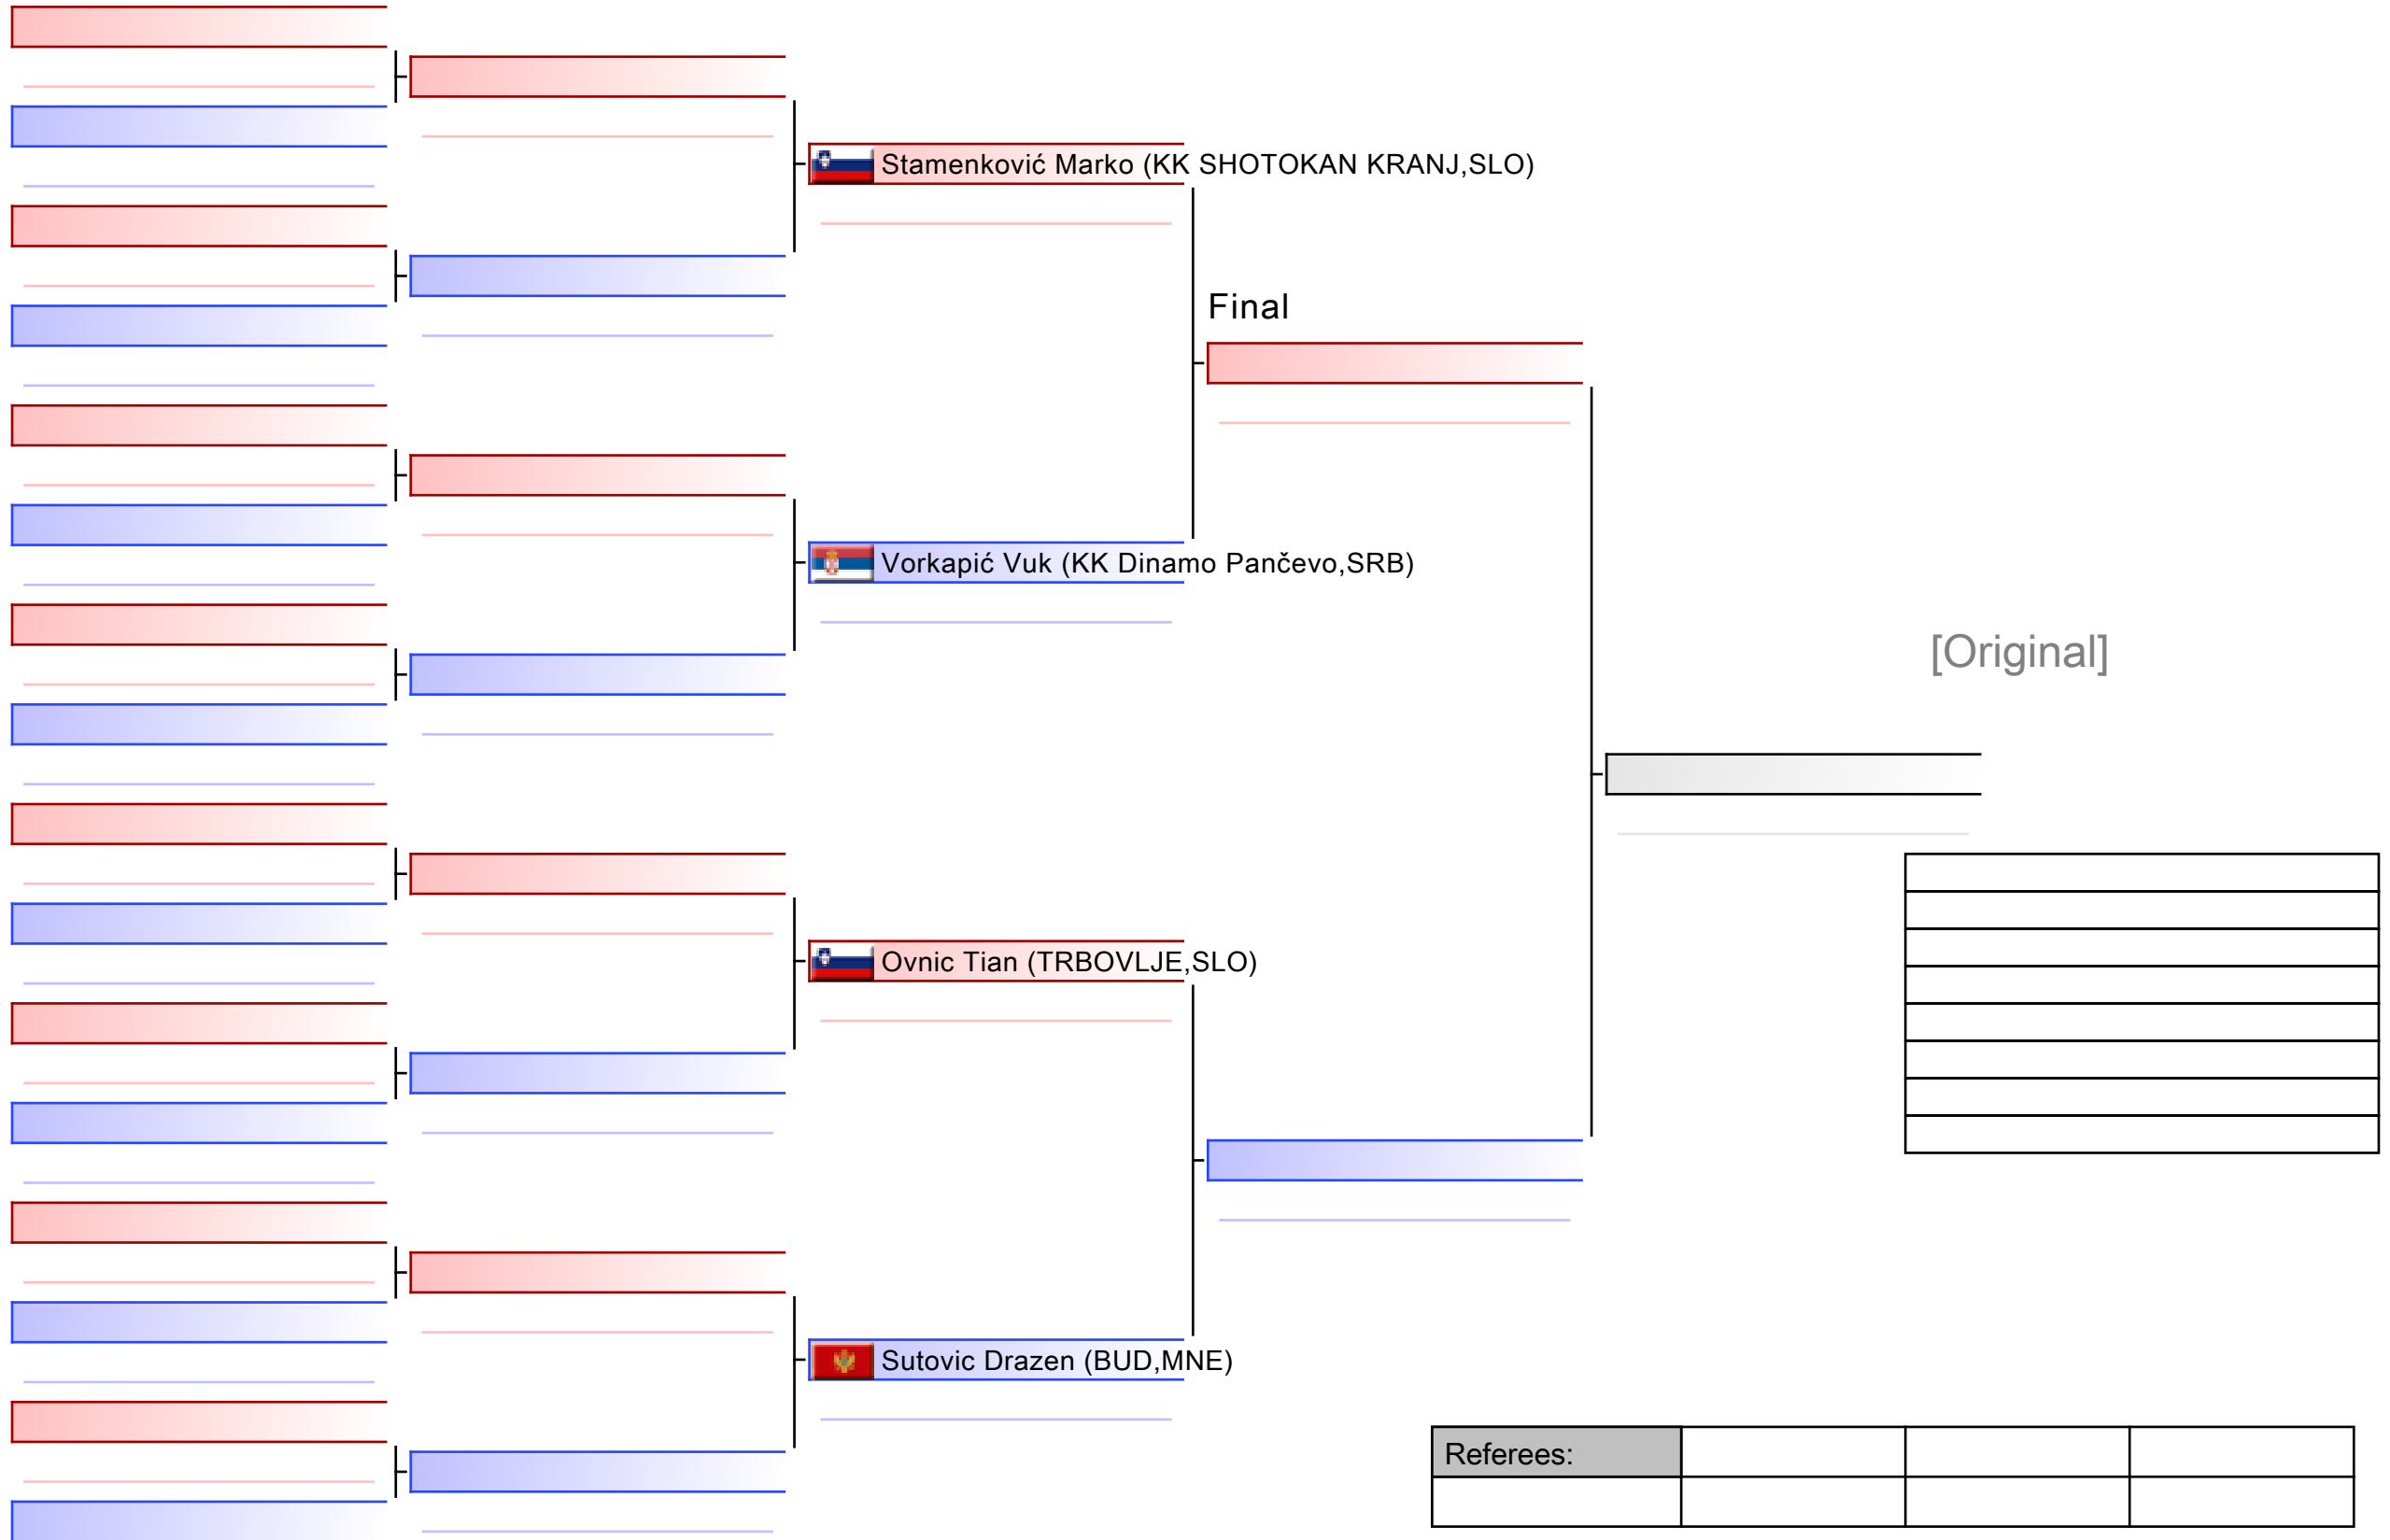 Stamenković Marko (KK SHOTOKAN KRANJ,SLO)
Final
Vorkapić Vuk (KK Dinamo Pančevo,SRB)
[Original]
Ovnic Tian (TRBOVLJE,SLO)
Sutovic Drazen (BUD,MNE)
Referees: